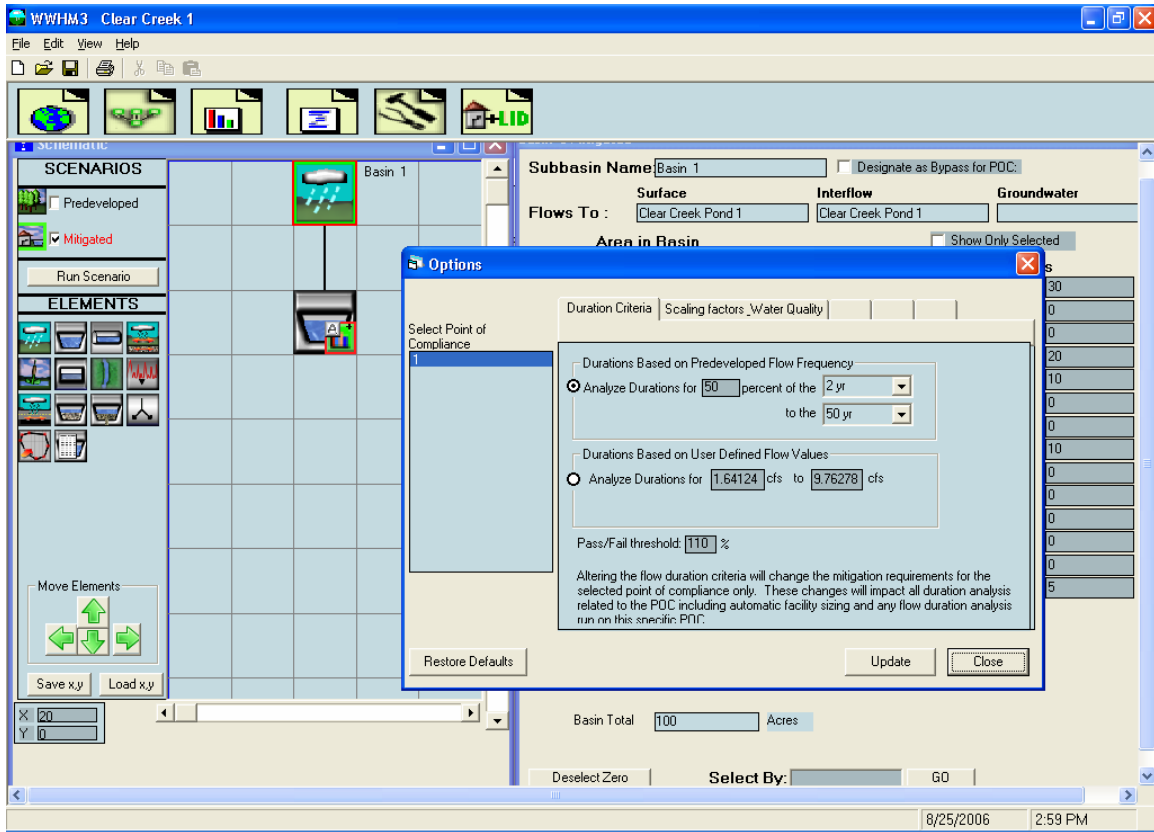 WWHM3 Clear Creek 1
File Edit View Help
+LID
Schematic
SCENARIOS
Predeveloped
Mitigated
Run Scenario
ELEMENTS
Move Elements
Save x,y Load x,y
X 20
Y 0
Basin 1
A
Subbasin Name: Basin 1 Designate as Bypass for POC:
Surface Interflow Groundwater
Flows To : Clear Creek Pond 1 Clear Creek Pond 1
Area in Basin Show Only Selected
s
30
0
0
20
10
0
0
10
0
0
0
0
0
5
Options
Select Point of
Compliance
1
Duration Criteria Scaling factors _Water Quality
Durations Based on Predeveloped Flow Frequency
Analyze Durations for 50 percent of the 2 yr
to the 50 yr
Durations Based on User Defined Flow Values
Analyze Durations for 1.64124 cfs to 9.76278 cfs
Pass/Fail threshold: 110 %
Altering the flow duration criteria will change the mitigation requirements for the
selected point of compliance only. These changes will impact all duration analysis
related to the POC including automatic facility sizing and any flow duration analysis
run on this specific POC.
Restore Defaults Update Close
Basin Total 100 Acres
Deselect Zero Select By: GO
8/25/2006 2:59 PM